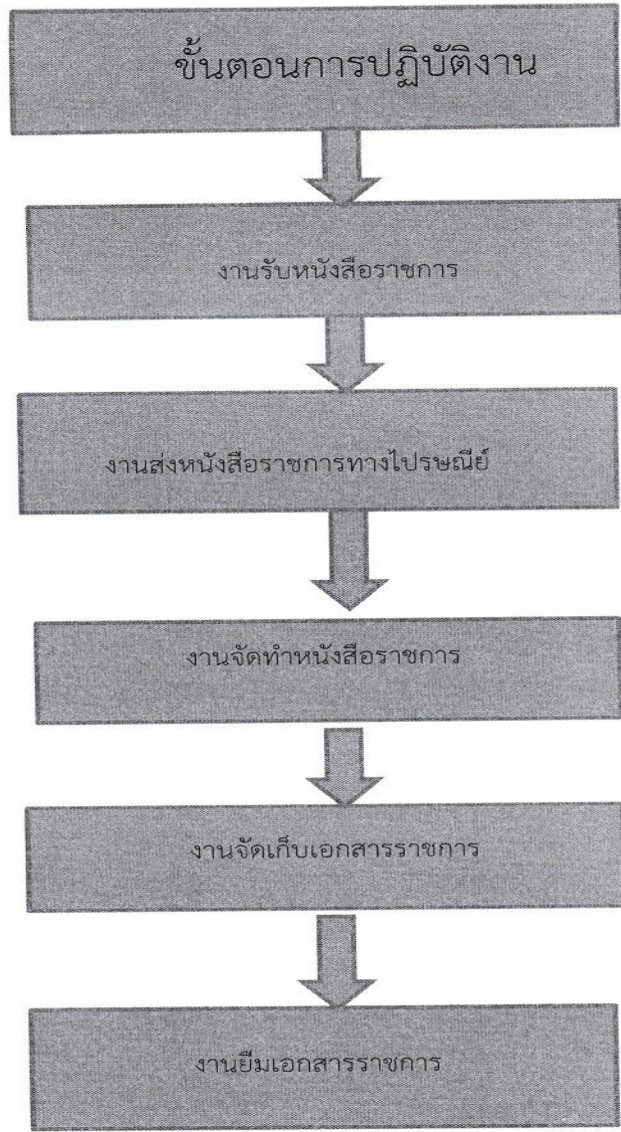 ขั้นตอนการปฏิบัติงาน
งานรับหนังสือราชการ
งานส่งหนังสือราชการทางไปรษณีย์
งานจัดทำหนังสือราชการ
งานจัดเก็บเอกสารราชการ
งานยืมเอกสารราชการ